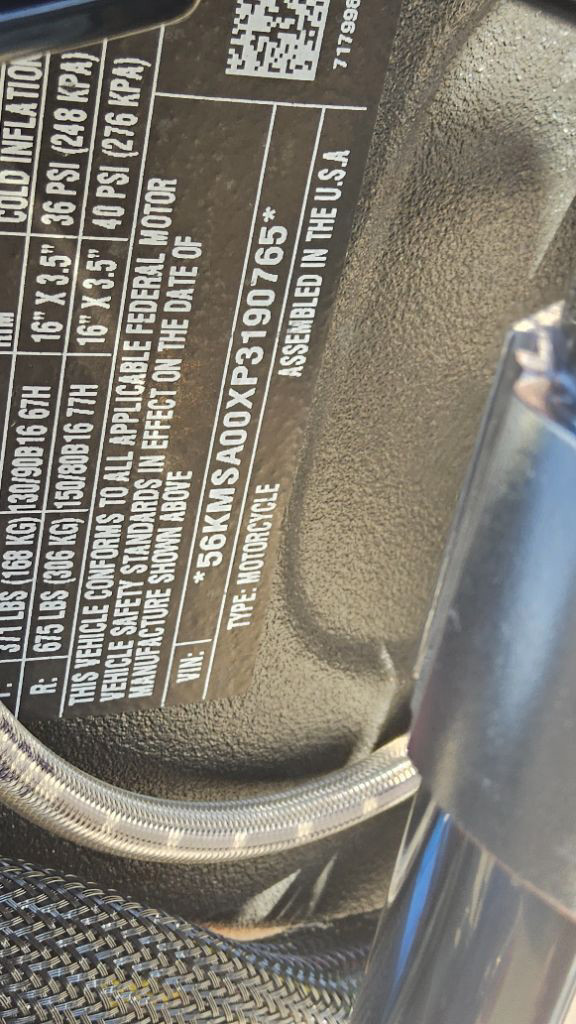 COLD INFLATION
371 LBS (168 KG) 130/90B16 67H 16" X 3.5" 36 PSI (248 KPA)
R: 675 LBS (306 KG) 150/80B16 77H 16" X 3.5" 40 PSI (276 KPA)
THIS VEHICLE CONFORMS TO ALL APPLICABLE FEDERAL MOTOR
VEHICLE SAFETY STANDARDS IN EFFECT ON THE DATE OF
MANUFACTURE SHOWN ABOVE
VIN: *56KMSA00XP3190765*
TYPE: MOTORCYCLE ASSEMBLED IN THE U.S.A